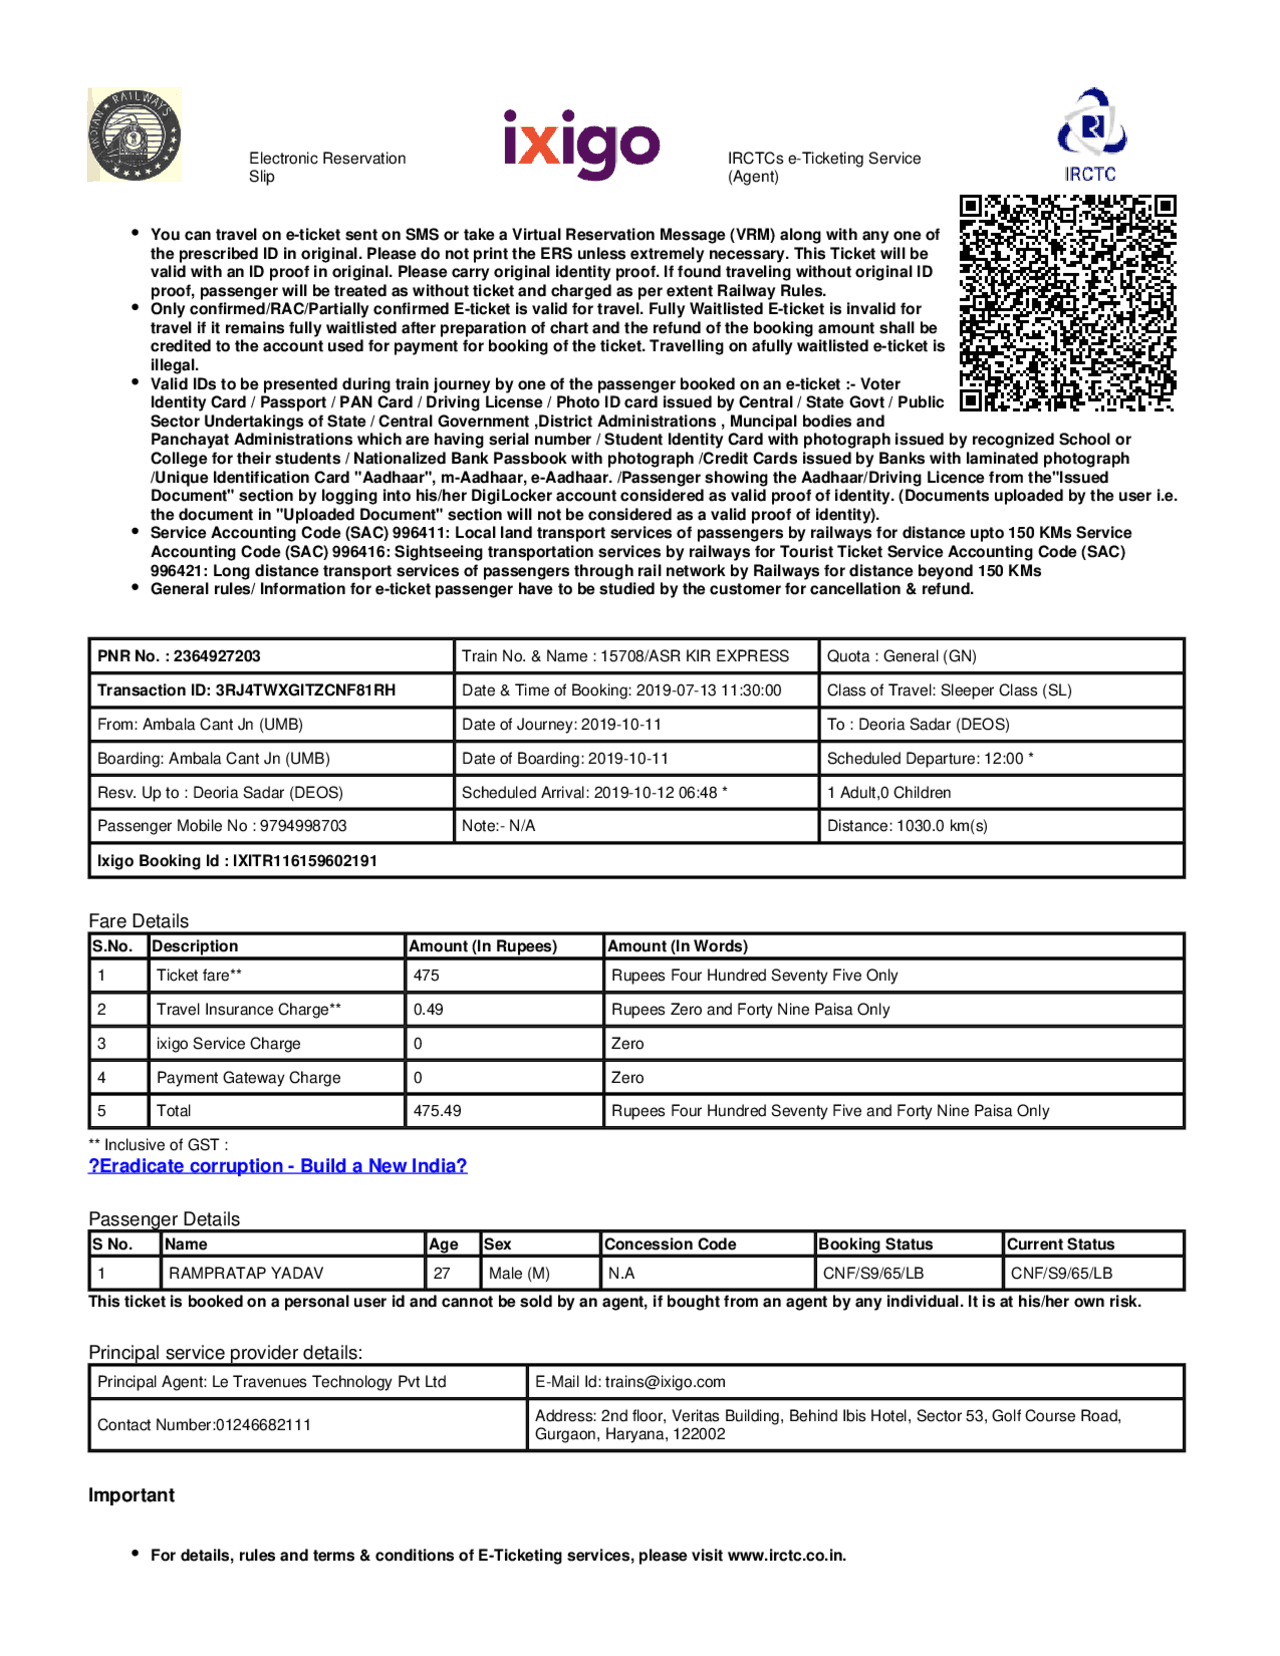 INDIAN RAILWAYS
Electronic Reservation
Slip
ixigo
IRCTCs e-Ticketing Service
(Agent)
IRCTC
• You can travel on e-ticket sent on SMS or take a Virtual Reservation Message (VRM) along with any one of
the prescribed ID in original. Please do not print the ERS unless extremely necessary. This Ticket will be
valid with an ID proof in original. Please carry original identity proof. If found traveling without original ID
proof, passenger will be treated as without ticket and charged as per extent Railway Rules.
• Only confirmed/RAC/Partially confirmed E-ticket is valid for travel. Fully Waitlisted E-ticket is invalid for
travel if it remains fully waitlisted after preparation of chart and the refund of the booking amount shall be
credited to the account used for payment for booking of the ticket. Travelling on afully waitlisted e-ticket is
illegal.
• Valid IDs to be presented during train journey by one of the passenger booked on an e-ticket :- Voter
Identity Card / Passport / PAN Card / Driving License / Photo ID card issued by Central / State Govt / Public
Sector Undertakings of State / Central Government ,District Administrations , Muncipal bodies and
Panchayat Administrations which are having serial number / Student Identity Card with photograph issued by recognized School or
College for their students / Nationalized Bank Passbook with photograph /Credit Cards issued by Banks with laminated photograph
/Unique Identification Card "Aadhaar", m-Aadhaar, e-Aadhaar. /Passenger showing the Aadhaar/Driving Licence from the"Issued
Document" section by logging into his/her DigiLocker account considered as valid proof of identity. (Documents uploaded by the user i.e.
the document in "Uploaded Document" section will not be considered as a valid proof of identity).
• Service Accounting Code (SAC) 996411: Local land transport services of passengers by railways for distance upto 150 KMs Service
Accounting Code (SAC) 996416: Sightseeing transportation services by railways for Tourist Ticket Service Accounting Code (SAC)
996421: Long distance transport services of passengers through rail network by Railways for distance beyond 150 KMs
• General rules/ Information for e-ticket passenger have to be studied by the customer for cancellation & refund.
PNR No. : 2364927203 Train No. & Name : 15708/ASR KIR EXPRESS Quota : General (GN)
Transaction ID: 3RJ4TWXGITZCNF81RH Date & Time of Booking: 2019-07-13 11:30:00 Class of Travel: Sleeper Class (SL)
From: Ambala Cant Jn (UMB) Date of Journey: 2019-10-11 To : Deoria Sadar (DEOS)
Boarding: Ambala Cant Jn (UMB) Date of Boarding: 2019-10-11 Scheduled Departure: 12:00 *
Resv. Up to : Deoria Sadar (DEOS) Scheduled Arrival: 2019-10-12 06:48 * 1 Adult,0 Children
Passenger Mobile No : 9794998703 Note:- N/A Distance: 1030.0 km(s)
Ixigo Booking Id : IXITR116159602191
Fare Details
S.No. Description Amount (In Rupees) Amount (In Words)
1 Ticket fare** 475 Rupees Four Hundred Seventy Five Only
2 Travel Insurance Charge** 0.49 Rupees Zero and Forty Nine Paisa Only
3 ixigo Service Charge 0 Zero
4 Payment Gateway Charge 0 Zero
5 Total 475.49 Rupees Four Hundred Seventy Five and Forty Nine Paisa Only
** Inclusive of GST :
?Eradicate corruption - Build a New India?
Passenger Details
S No. Name Age Sex Concession Code Booking Status Current Status
1 RAMPRATAP YADAV 27 Male (M) N.A CNF/S9/65/LB CNF/S9/65/LB
This ticket is booked on a personal user id and cannot be sold by an agent, if bought from an agent by any individual. It is at his/her own risk.
Principal service provider details:
Principal Agent: Le Travenues Technology Pvt Ltd E-Mail Id: trains@ixigo.com
Contact Number:01246682111 Address: 2nd floor, Veritas Building, Behind Ibis Hotel, Sector 53, Golf Course Road,
Gurgaon, Haryana, 122002
Important
• For details, rules and terms & conditions of E-Ticketing services, please visit www.irctc.co.in.